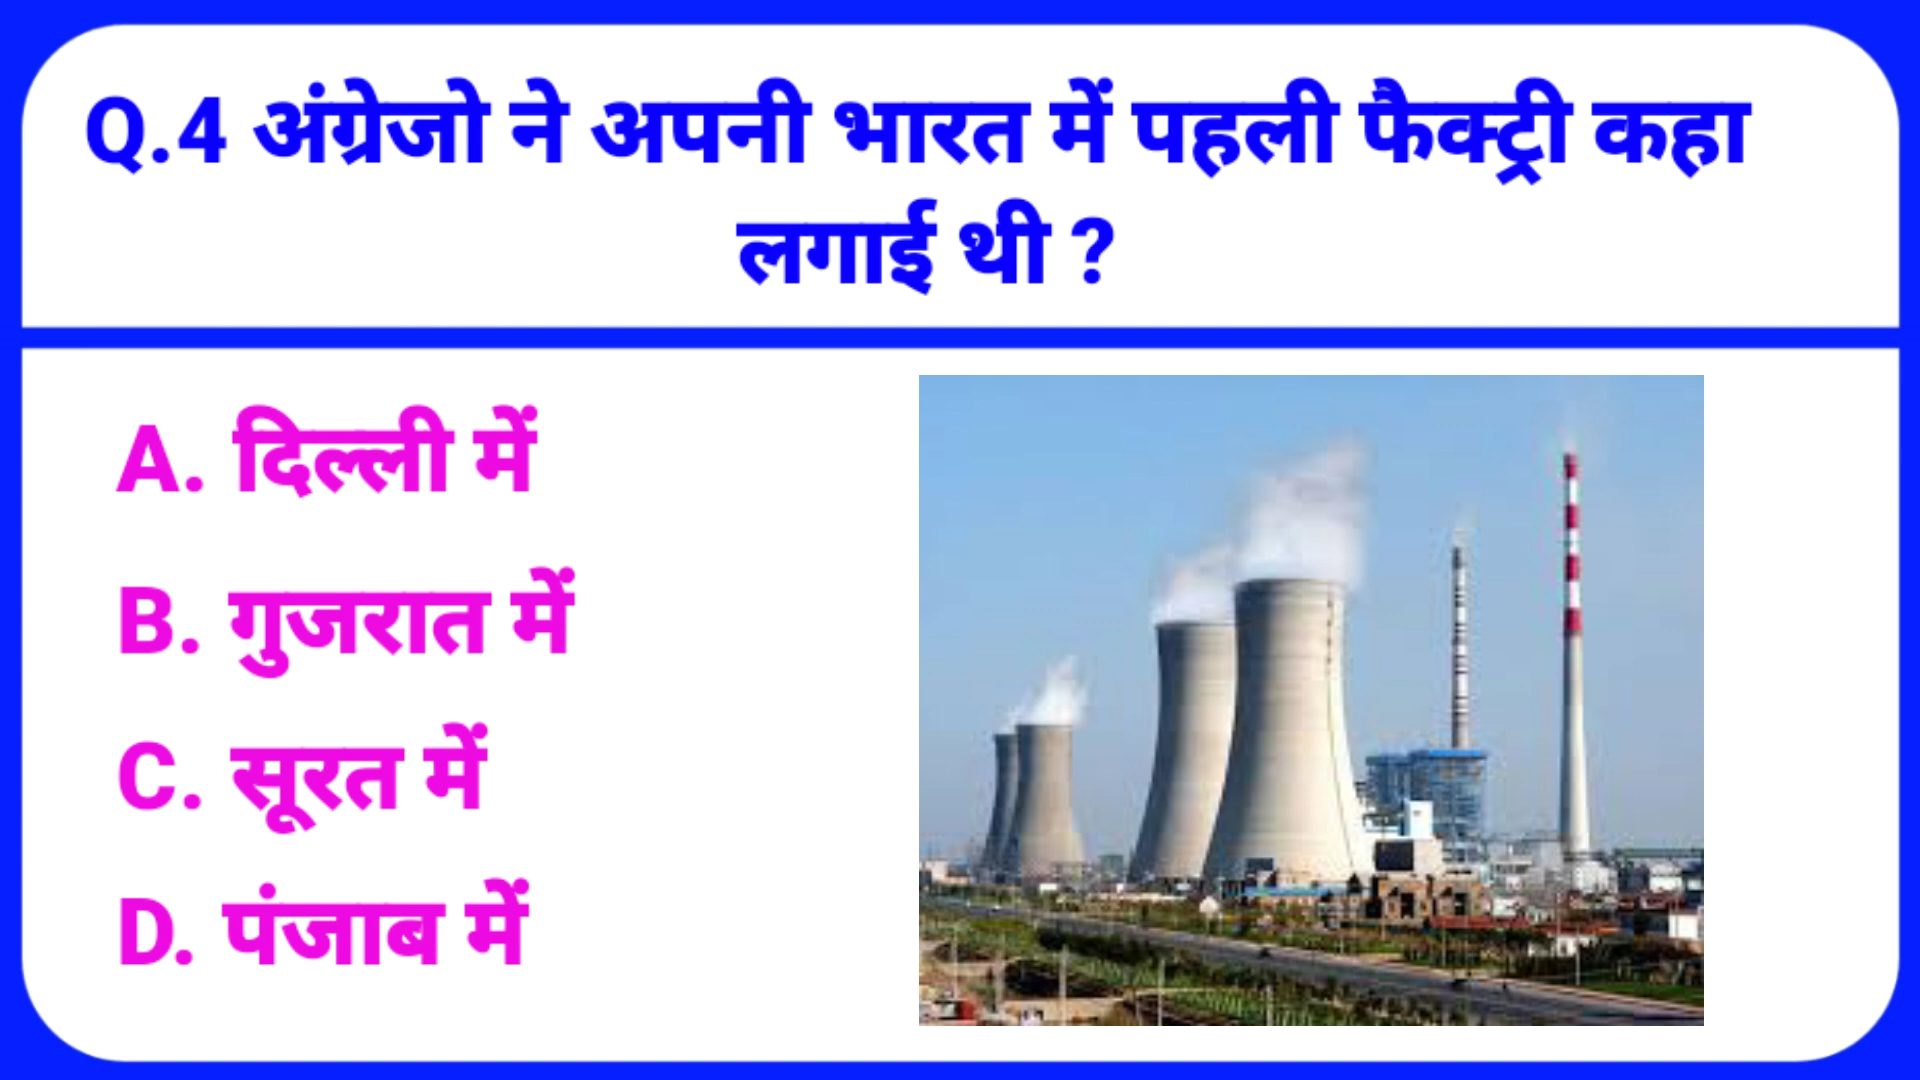 Q.4 अंग्रेजो ने अपनी भारत में पहली फैक्ट्री कहा
लगाई थी ?
A. दिल्ली में
B. गुजरात में
C. सूरत में
D. पंजाब में